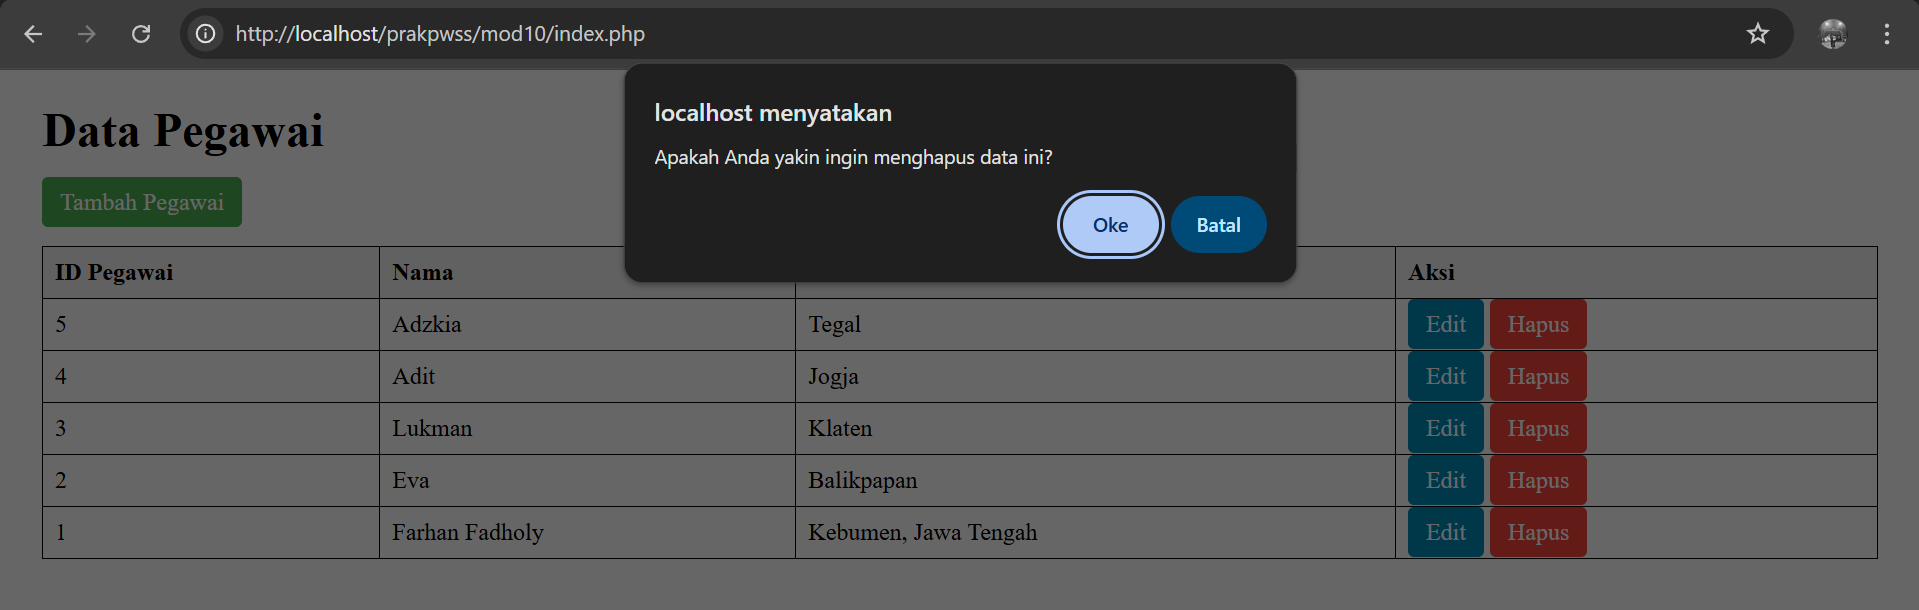 http://localhost/prakpwss/mod10/index.php
localhost menyatakan
Apakah Anda yakin ingin menghapus data ini?
Oke Batal
Data Pegawai
Tambah Pegawai
ID Pegawai Nama Aksi
5 Adzkia Tegal Edit Hapus
4 Adit Jogja Edit Hapus
3 Lukman Klaten Edit Hapus
2 Eva Balikpapan Edit Hapus
1 Farhan Fadholy Kebumen, Jawa Tengah Edit Hapus